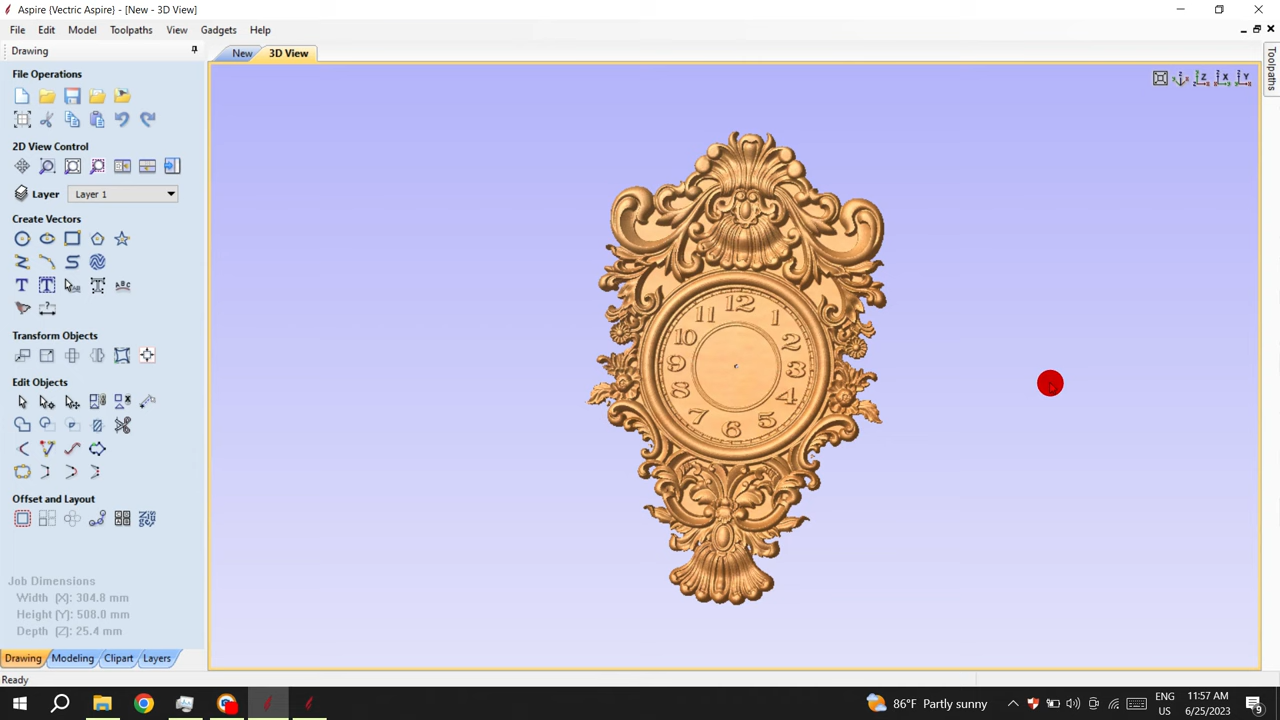 Aspire {Vectric Aspire} - [New - 3D View]
File Edit Model Toolpaths View Gadgets Help
Drawing
New 3D View
Toolpaths
File Operations
2D View Control
Layer Layer 1
Create Vectors
Transform Objects
Edit Objects
Offset and Layout
Job Dimensions
Width (X): 304.8 mm
Height (Y): 508.0 mm
Depth (Z): 25.4 mm
Drawing Modeling Clipart Layers
Ready
Z X Y
12
1
2
3
4
5
6
7
8
9
10
11
86°F Partly sunny
ENG
US
11:57 AM
6/25/2023
9